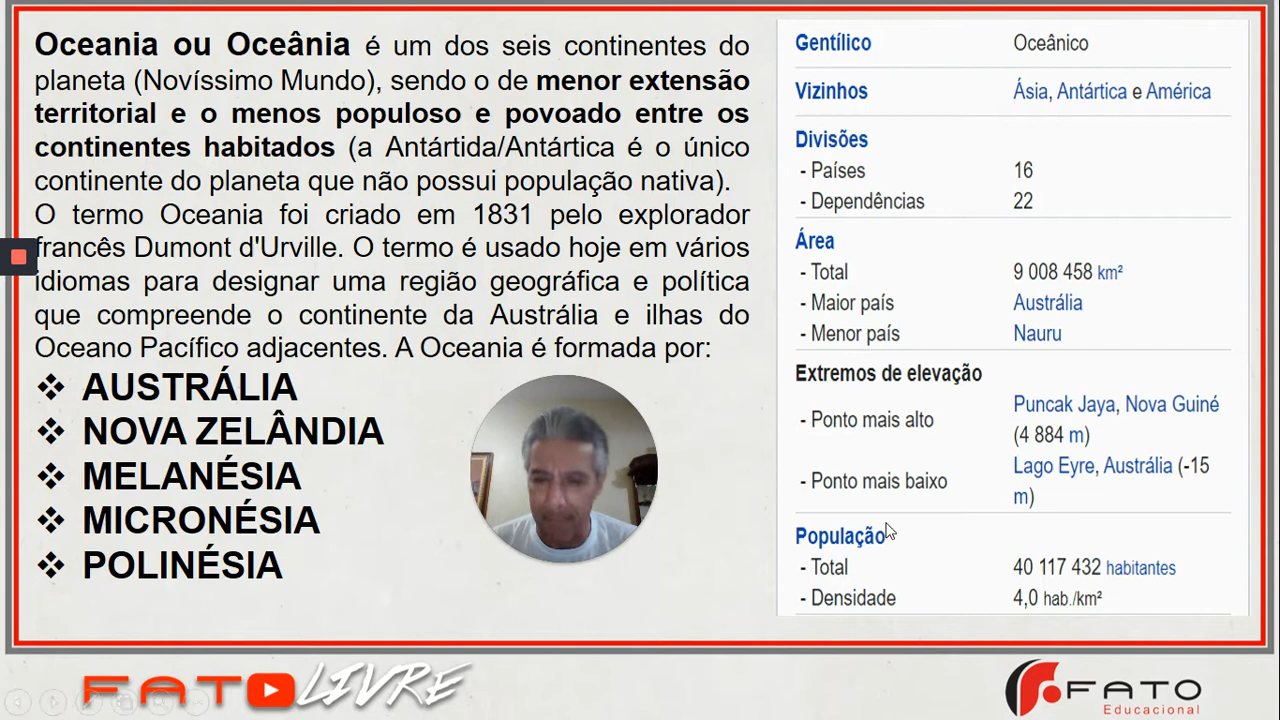 Oceania ou Oceânia é um dos seis continentes do
planeta (Novíssimo Mundo), sendo o de menor extensão
territorial e o menos populoso e povoado entre os
continentes habitados (a Antártida/Antártica é o único
continente do planeta que não possui população nativa).
O termo Oceania foi criado em 1831 pelo explorador
francês Dumont d'Urville. O termo é usado hoje em vários
idiomas para designar uma região geográfica e política
que compreende o continente da Austrália e ilhas do
Oceano Pacífico adjacentes. A Oceania é formada por:
❖ AUSTRÁLIA
❖ NOVA ZELÂNDIA
❖ MELANÉSIA
❖ MICRONÉSIA
❖ POLINÉSIA
Gentílico Oceânico
Vizinhos Ásia, Antártica e América
Divisões
- Países 16
- Dependências 22
Área
- Total 9 008 458 km²
- Maior país Austrália
- Menor país Nauru
Extremos de elevação
- Ponto mais alto Puncak Jaya, Nova Guiné
(4 884 m)
- Ponto mais baixo Lago Eyre, Austrália (-15
m)
População
- Total 40 117 432 habitantes
- Densidade 4,0 hab./km²
FATO LIVRE
FATO
Educacional